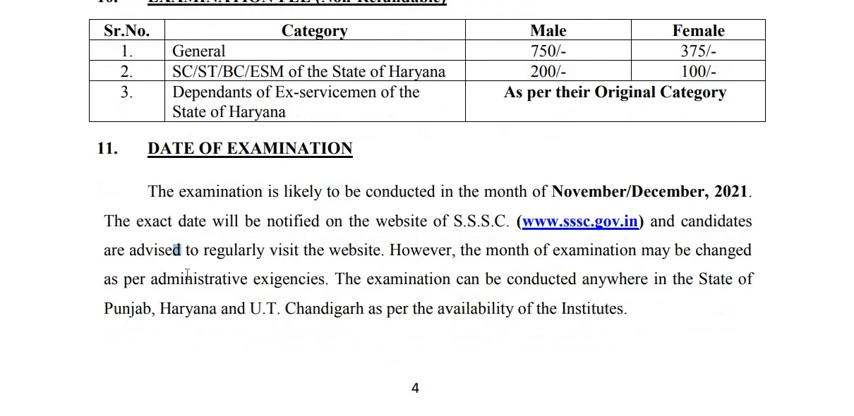 10. EXAMINATION FEE (Non-Refundable)
Sr.No. Category Male Female
1. General 750/- 375/-
2. SC/ST/BC/ESM of the State of Haryana 200/- 100/-
3. Dependants of Ex-servicemen of the As per their Original Category
State of Haryana
11. DATE OF EXAMINATION
The examination is likely to be conducted in the month of November/December, 2021.
The exact date will be notified on the website of S.S.S.C. (www.sssc.gov.in) and candidates
are advised to regularly visit the website. However, the month of examination may be changed
as per administrative exigencies. The examination can be conducted anywhere in the State of
Punjab, Haryana and U.T. Chandigarh as per the availability of the Institutes.
4